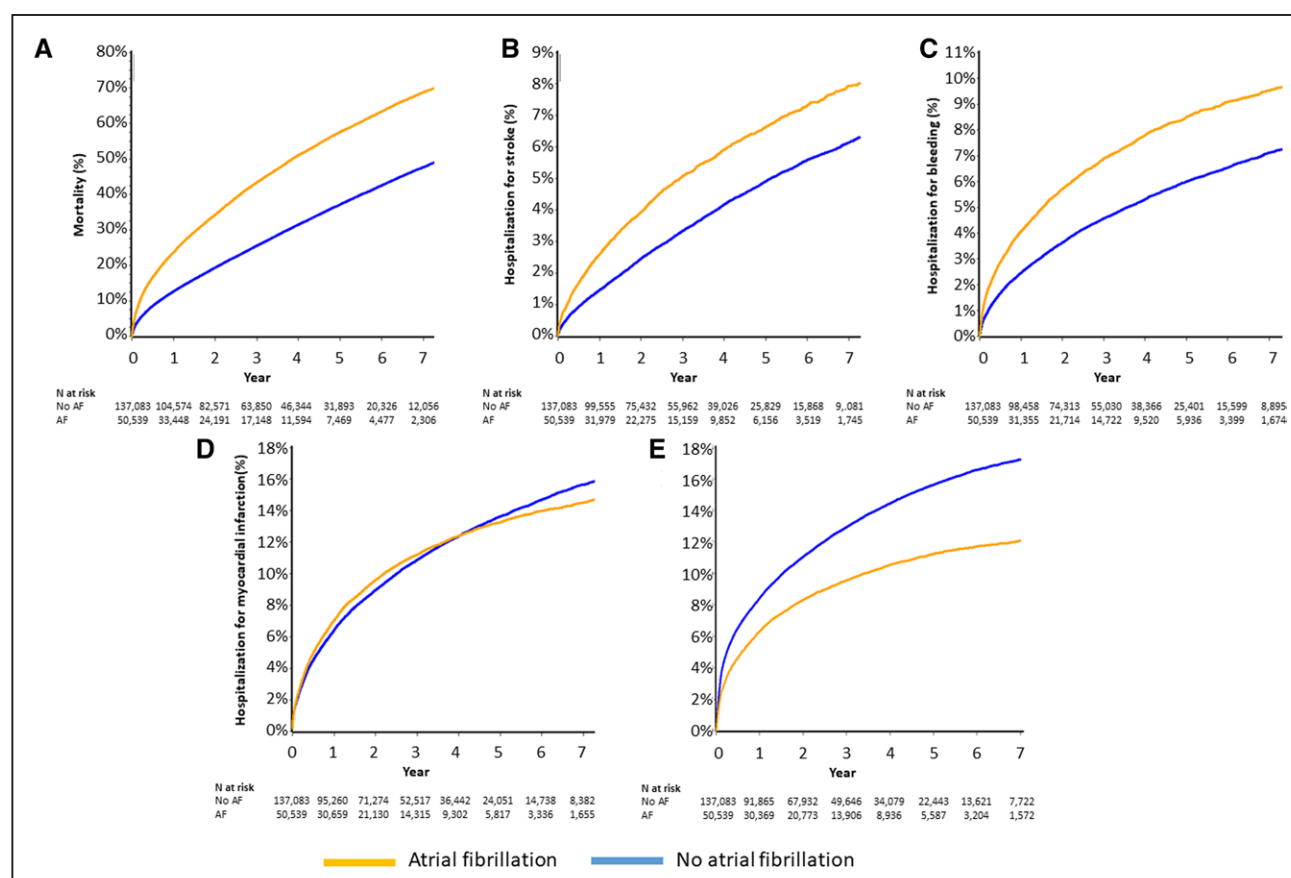 A
Mortality (%)
80%
70%
60%
50%
40%
30%
20%
10%
0%
0 1 2 3 4 5 6 7
Year
N at risk
No AF 137,083 104,574 82,571 63,850 46,344 31,893 20,326 12,056
AF 50,539 33,448 24,191 17,148 11,594 7,469 4,477 2,306
B
Hospitalization for stroke (%)
9%
8%
7%
6%
5%
4%
3%
2%
1%
0%
0 1 2 3 4 5 6 7
Year
N at risk
No AF 137,083 99,555 75,432 55,962 39,026 25,829 15,868 9,081
AF 50,539 31,979 22,275 15,159 9,852 6,156 3,519 1,745
C
Hospitalization for bleeding (%)
11%
10%
9%
8%
7%
6%
5%
4%
3%
2%
1%
0%
0 1 2 3 4 5 6 7
Year
N at risk
No AF 137,083 98,458 74,313 55,030 38,366 25,401 15,599 8,895
AF 50,539 31,355 21,714 14,722 9,520 5,936 3,399 1,674
D
Hospitalization for myocardial infarction(%)
18%
16%
14%
12%
10%
8%
6%
4%
2%
0%
0 1 2 3 4 5 6 7
Year
N at risk
No AF 137,083 95,260 71,274 52,517 36,442 24,051 14,738 8,382
AF 50,539 30,659 21,130 14,315 9,302 5,817 3,336 1,655
E
18%
16%
14%
12%
10%
8%
6%
4%
2%
0%
0 1 2 3 4 5 6 7
Year
N at risk
No AF 137,083 91,865 67,932 49,646 34,079 22,443 13,621 7,722
AF 50,539 30,369 20,773 13,906 8,936 5,587 3,204 1,572
Atrial fibrillation No atrial fibrillation